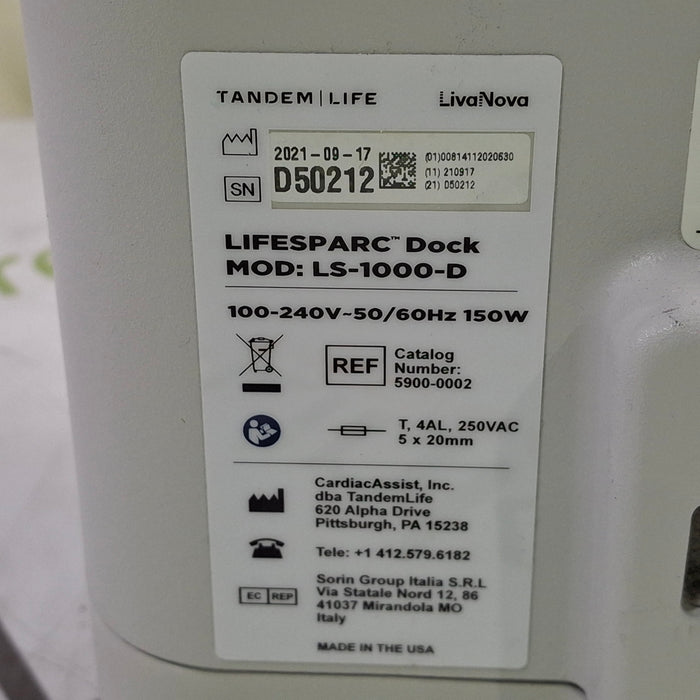 TANDEM|LIFE LivaNova
2021-09-17
SN D50212
(01)00814112020630
(11) 210917
(21) D50212
LIFESPARC™ Dock
MOD: LS-1000-D
100-240V~50/60Hz 150W
REF Catalog
Number:
5900-0002
T, 4AL, 250VAC
5 x 20mm
CardiacAssist, Inc.
dba TandemLife
620 Alpha Drive
Pittsburgh, PA 15238
Tele: +1 412.579.6182
EC REP Sorin Group Italia S.R.L
Via Statale Nord 12, 86
41037 Mirandola MO
Italy
MADE IN THE USA